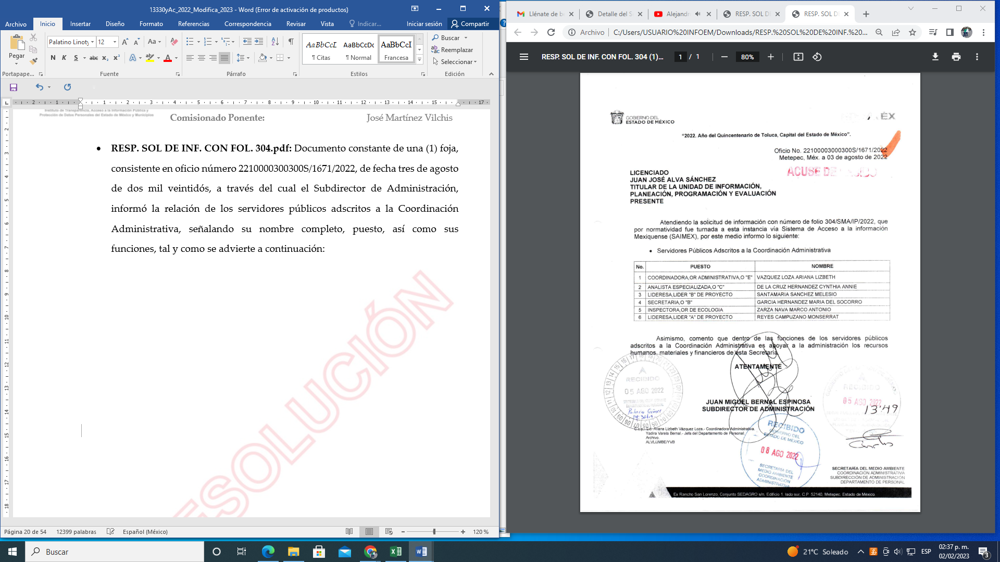 13330yAc_2022_Modifica_2023 - Word (Error de activación de productos)
Archivo Inicio Insertar Diseño Formato Referencias Correspondencia Revisar Vista Indicar... Iniciar sesión Compartir
Pegar
Palatino Linoty 12
N K S abc x₂ x²
AaBbCcI AaBbCcDc AaBbCcI
¶ Citas ¶ Normal Francesa
Buscar
Reemplazar
Seleccionar
Portapape... Fuente Párrafo Estilos Edición
Instituto de Transparencia, Acceso a la Información Pública y
Protección de Datos Personales del Estado de México y Municipios
Comisionado Ponente: José Martínez Vilchis
• RESP. SOL DE INF. CON FOL. 304.pdf: Documento constante de una (1) foja,
consistente en oficio número 2210000300300S/1671/2022, de fecha tres de agosto
de dos mil veintidós, a través del cual el Subdirector de Administración,
informó la relación de los servidores públicos adscritos a la Coordinación
Administrativa, señalando su nombre completo, puesto, así como sus
funciones, tal y como se advierte a continuación:
ESOLUCIÓN
Página 20 de 54 12399 palabras Español (México) 120 %
Llénate de b Detalle del S Alejandr RESP. SOL DE RESP. SOL DE
Archivo C:/Users/USUARIO%20INFOEM/Downloads/RESP.%20SOL%20DE%20INF.%20...
RESP. SOL DE INF. CON FOL. 304 (1)... 1 / 1 80%
GOBIERNO DEL
ESTADO DE MÉXICO
"2022. Año del Quincentenario de Toluca, Capital del Estado de México".
Oficio No. 22100003000300S/1671/2022
Metepec, Méx. a 03 de agosto de 2022
ACUSE DE
LICENCIADO
JUAN JOSÉ ALVA SÁNCHEZ
TITULAR DE LA UNIDAD DE INFORMACIÓN,
PLANEACIÓN, PROGRAMACIÓN Y EVALUACIÓN
PRESENTE
Atendiendo la solicitud de información con número de folio 304/SMA/IP/2022, que
por normatividad fue turnada a esta instancia vía Sistema de Acceso a la información
Mexiquense (SAIMEX), por este medio informo lo siguiente:
• Servidores Públicos Adscritos a la Coordinación Administrativa
No. PUESTO NOMBRE
1 COORDINADORA,OR ADMINISTRATIVA,O "E" VAZQUEZ LOZA ARIANA LIZBETH
2 ANALISTA ESPECIALIZADA,O "C" DE LA CRUZ HERNANDEZ CYNTHIA ANNIE
3 LIDERESA,LIDER "B" DE PROYECTO SANTAMARIA SANCHEZ MELESIO
4 SECRETARIA,O "B" GARCIA HERNANDEZ MARIA DEL SOCORRO
5 INSPECTORA,OR DE ECOLOGIA ZARZA NAVA MARCO ANTONIO
6 LIDERESA,LIDER "A" DE PROYECTO REYES CAMPUZANO MONSERRAT
Asimismo, comento que dentro de las funciones de los servidores públicos
adscritos a la Coordinación Administrativa es apoyar a la administración los recursos
humanos, materiales y financieros de esta Secretaría.
ATENTAMENTE
JUAN MIGUEL BERNAL ESPINOSA
SUBDIRECTOR DE ADMINISTRACIÓN
RECIBIDO
05 AGO 2022
RECIBIDO
05 AGO 2022
13:49
C.c.p.- Lic. Ariana Lizbeth Vázquez Loza.- Coordinadora Administrativa.
Yadira Varela Bernal.- Jefa del Departamento de Personal.
Archivo.
ALVL/JMBE/YVB
RECIBIDO
GOBIERNO DEL
ESTADO DE MÉXICO
08 AGO 2022
SECRETARÍA DEL
MEDIO AMBIENTE
COORDINACIÓN
ADMINISTRATIVA
SECRETARÍA DEL MEDIO AMBIENTE
COORDINACIÓN ADMINISTRATIVA
SUBDIRECCIÓN DE ADMINISTRACIÓN
DEPARTAMENTO DE PERSONAL
Ex Rancho San Lorenzo, Conjunto SEDAGRO s/n, Edificio 1, lado sur, C.P. 52140, Metepec, Estado de México
Buscar
21°C Soleado ESP 02:37 p. m.
02/02/2023
3